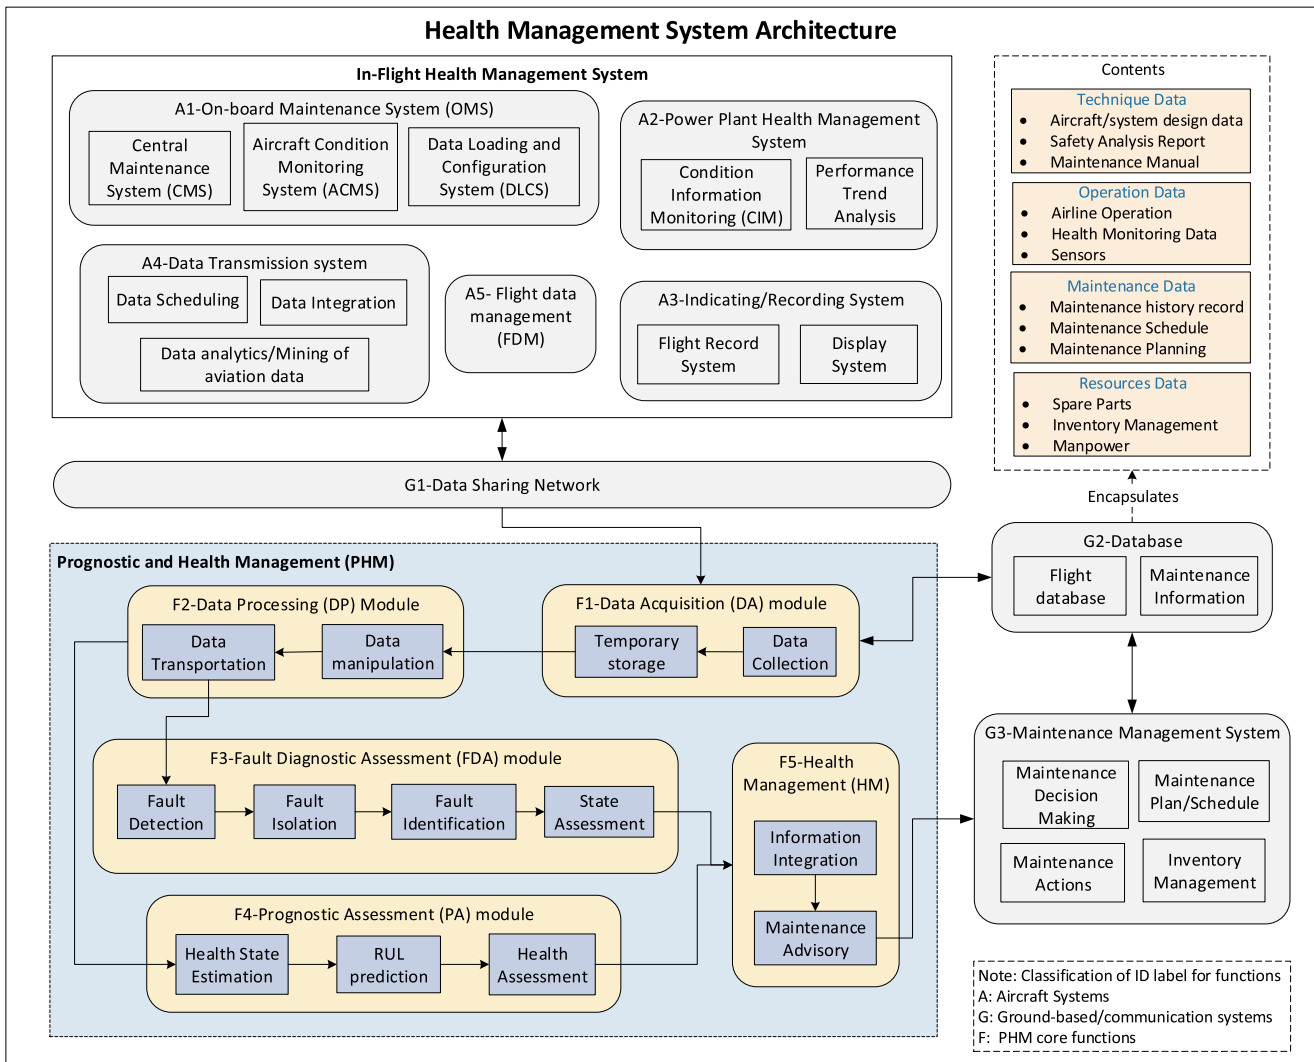 Health Management System Architecture
In-Flight Health Management System
A1-On-board Maintenance System (OMS)
Central
Maintenance
System (CMS)
Aircraft Condition
Monitoring
System (ACMS)
Data Loading and
Configuration
System (DLCS)
A2-Power Plant Health Management
System
Condition
Information
Monitoring (CIM)
Performance
Trend
Analysis
A4-Data Transmission system
Data Scheduling
Data Integration
Data analytics/Mining of
aviation data
A5- Flight data
management
(FDM)
A3-Indicating/Recording System
Flight Record
System
Display
System
Contents
Technique Data
● Aircraft/system design data
● Safety Analysis Report
● Maintenance Manual
Operation Data
● Airline Operation
● Health Monitoring Data
● Sensors
Maintenance Data
● Maintenance history record
● Maintenance Schedule
● Maintenance Planning
Resources Data
● Spare Parts
● Inventory Management
● Manpower
G1-Data Sharing Network
Encapsulates
G2-Database
Flight
database
Maintenance
Information
Prognostic and Health Management (PHM)
F2-Data Processing (DP) Module
Data
Transportation
Data
manipulation
F1-Data Acquisition (DA) module
Temporary
storage
Data
Collection
F3-Fault Diagnostic Assessment (FDA) module
Fault
Detection
Fault
Isolation
Fault
Identification
State
Assessment
F5-Health
Management (HM)
Information
Integration
Maintenance
Advisory
F4-Prognostic Assessment (PA) module
Health State
Estimation
RUL
prediction
Health
Assessment
G3-Maintenance Management System
Maintenance
Decision
Making
Maintenance
Plan/Schedule
Maintenance
Actions
Inventory
Management
Note: Classification of ID label for functions
A: Aircraft Systems
G: Ground-based/communication systems
F: PHM core functions